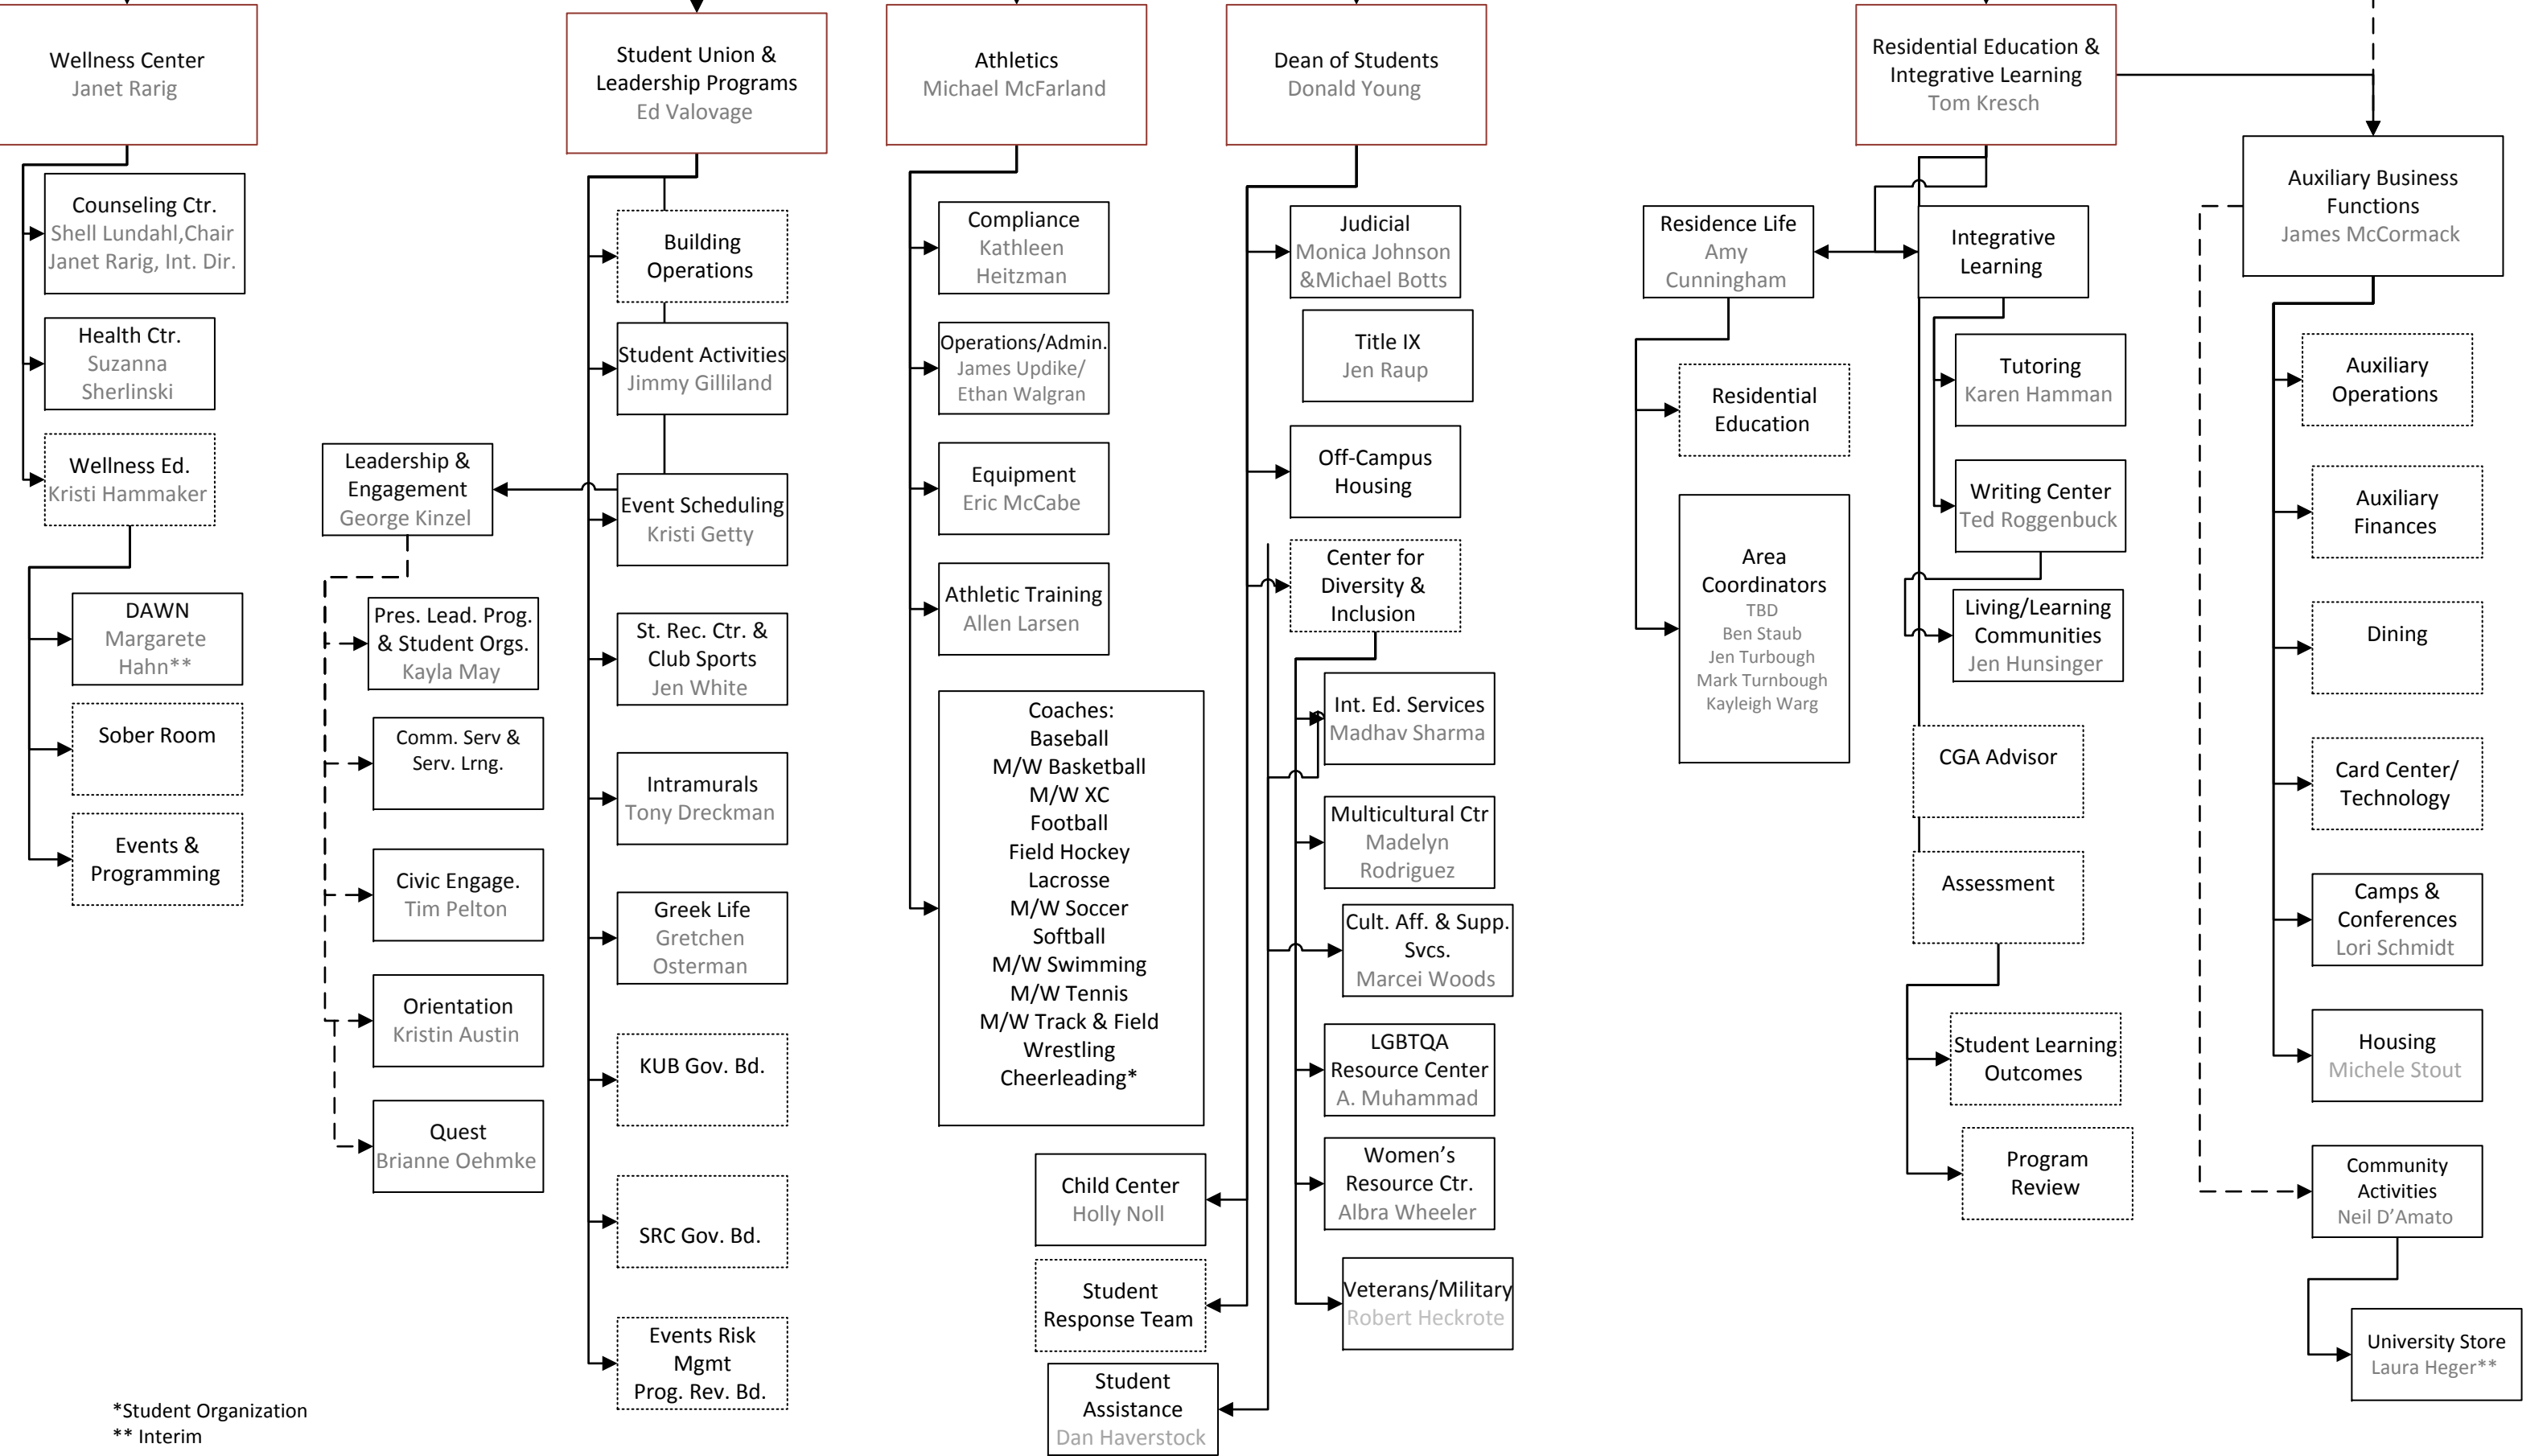 Wellness Center
Janet Rarig
Student Union &
Leadership Programs
Ed Valovage
Athletics
Michael McFarland
Dean of Students
Donald Young
Residential Education &
Integrative Learning
Tom Kresch
Auxiliary Business
Functions
James McCormack
Counseling Ctr.
Shell Lundahl,Chair
Janet Rarig, Int. Dir.
Health Ctr.
Suzanna
Sherlinski
Wellness Ed.
Kristi Hammaker
DAWN
Margarete
Hahn**
Sober Room
Events &
Programming
Leadership &
Engagement
George Kinzel
Pres. Lead. Prog.
& Student Orgs.
Kayla May
Comm. Serv &
Serv. Lrng.
Civic Engage.
Tim Pelton
Orientation
Kristin Austin
Quest
Brianne Oehmke
Building
Operations
Student Activities
Jimmy Gilliland
Event Scheduling
Kristi Getty
St. Rec. Ctr. &
Club Sports
Jen White
Intramurals
Tony Dreckman
Greek Life
Gretchen
Osterman
KUB Gov. Bd.
SRC Gov. Bd.
Events Risk
Mgmt
Prog. Rev. Bd.
Compliance
Kathleen
Heitzman
Operations/Admin.
James Updike/
Ethan Walgran
Equipment
Eric McCabe
Athletic Training
Allen Larsen
Coaches:
Baseball
M/W Basketball
M/W XC
Football
Field Hockey
Lacrosse
M/W Soccer
Softball
M/W Swimming
M/W Tennis
M/W Track & Field
Wrestling
Cheerleading*
Judicial
Monica Johnson
&Michael Botts
Title IX
Jen Raup
Off-Campus
Housing
Center for
Diversity &
Inclusion
Int. Ed. Services
Madhav Sharma
Multicultural Ctr
Madelyn
Rodriguez
Cult. Aff. & Supp.
Svcs.
Marcei Woods
LGBTQA
Resource Center
A. Muhammad
Women's
Resource Ctr.
Albra Wheeler
Veterans/Military
Robert Heckrote
Child Center
Holly Noll
Student
Response Team
Student
Assistance
Dan Haverstock
Residence Life
Amy
Cunningham
Residential
Education
Area
Coordinators
TBD
Ben Staub
Jen Turbough
Mark Turnbough
Kayleigh Warg
Integrative
Learning
Tutoring
Karen Hamman
Writing Center
Ted Roggenbuck
Living/Learning
Communities
Jen Hunsinger
CGA Advisor
Assessment
Student Learning
Outcomes
Program
Review
Auxiliary
Operations
Auxiliary
Finances
Dining
Card Center/
Technology
Camps &
Conferences
Lori Schmidt
Housing
Michele Stout
Community
Activities
Neil D'Amato
University Store
Laura Heger**
*Student Organization
** Interim